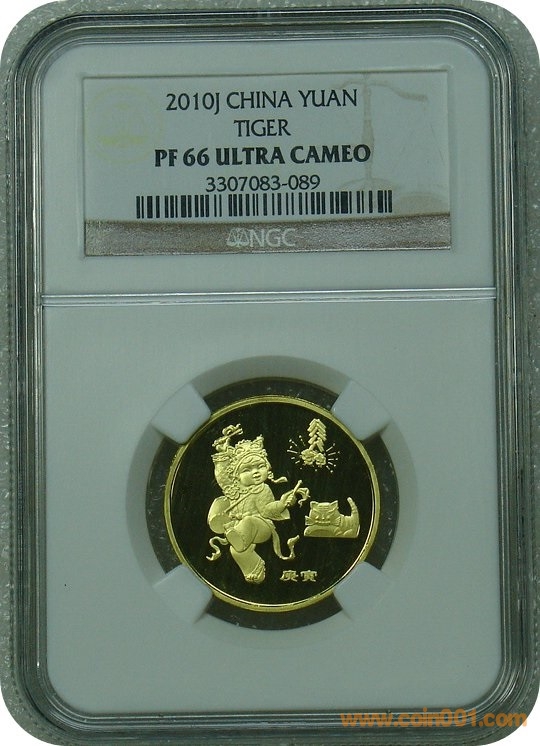 2010J CHINA YUAN
TIGER
PF 66 ULTRA CAMEO
3307083-089
NGC
庚寅
www.coin001.com